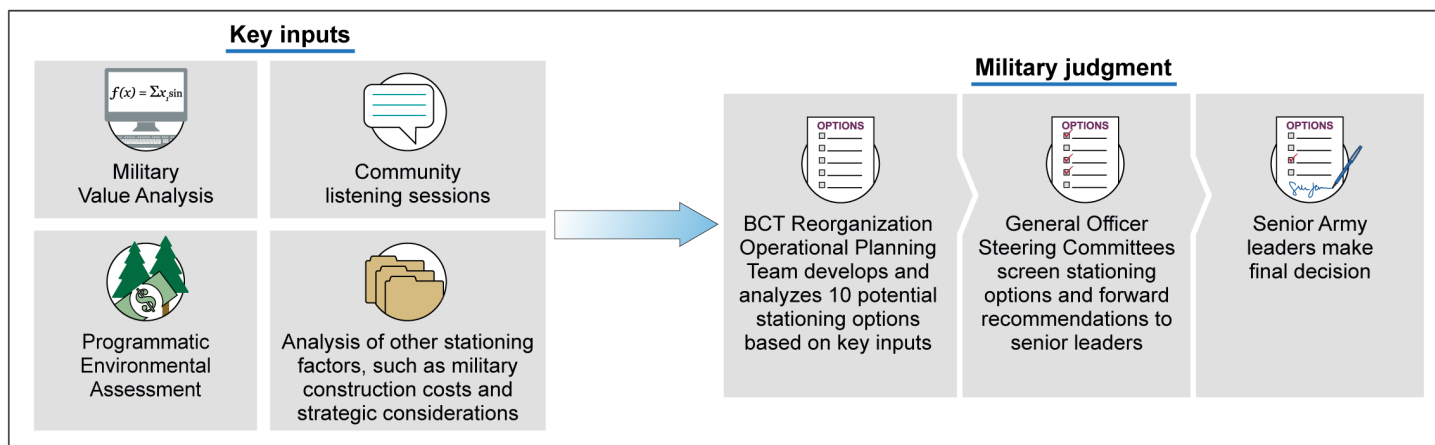 Key inputs
f(x) = Σxᵢsin
Military
Value Analysis
Community
listening sessions
Programmatic
Environmental
Assessment
Analysis of other stationing
factors, such as military
construction costs and
strategic considerations
Military judgment
OPTIONS
BCT Reorganization
Operational Planning
Team develops and
analyzes 10 potential
stationing options
based on key inputs
OPTIONS
General Officer
Steering Committees
screen stationing
options and forward
recommendations to
senior leaders
OPTIONS
Senior Army
leaders make
final decision